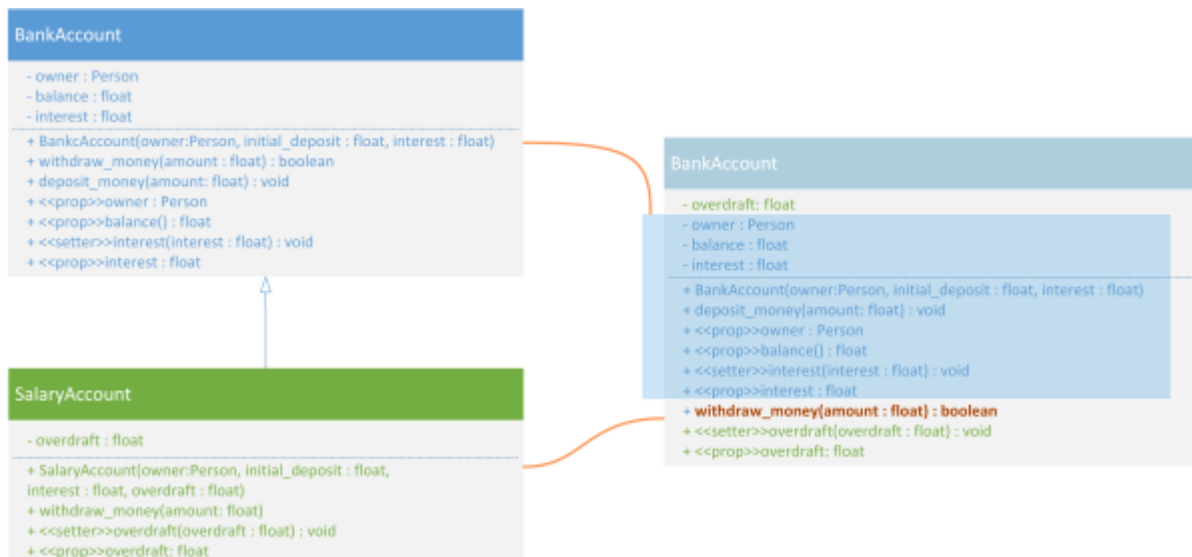 BankAccount
- owner : Person
- balance : float
- interest : float
+ BankcAccount(owner:Person, initial_deposit : float, interest : float)
+ withdraw_money(amount : float) : boolean
+ deposit_money(amount: float) : void
+ <<prop>>owner : Person
+ <<prop>>balance() : float
+ <<setter>>interest(interest : float) : void
+ <<prop>>interest : float
SalaryAccount
- overdraft : float
+ SalaryAccount(owner:Person, initial_deposit : float,
interest : float, overdraft : float)
+ withdraw_money(amount: float)
+ <<setter>>overdraft(overdraft : float) : void
+ <<prop>>overdraft: float
BankAccount
- overdraft: float
- owner : Person
- balance : float
- interest : float
+ BankAccount(owner:Person, initial_deposit : float, interest : float)
+ deposit_money(amount: float) : void
+ <<prop>>owner : Person
+ <<prop>>balance() : float
+ <<setter>>interest(interest : float) : void
+ <<prop>>interest : float
+ withdraw_money(amount : float) : boolean
+ <<setter>>overdraft(overdraft : float) : void
+ <<prop>>overdraft: float